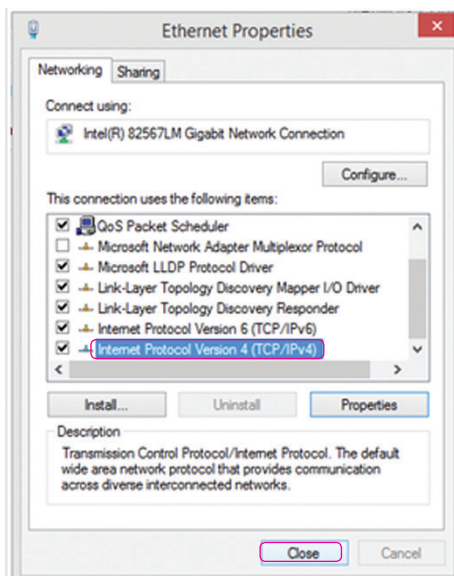 Ethernet Properties
Networking Sharing
Connect using:
Intel(R) 82567LM Gigabit Network Connection
Configure...
This connection uses the following items:
QoS Packet Scheduler
Microsoft Network Adapter Multiplexor Protocol
Microsoft LLDP Protocol Driver
Link-Layer Topology Discovery Mapper I/O Driver
Link-Layer Topology Discovery Responder
Internet Protocol Version 6 (TCP/IPv6)
Internet Protocol Version 4 (TCP/IPv4)
Install... Uninstall Properties
Description
Transmission Control Protocol/Internet Protocol. The default
wide area network protocol that provides communication
across diverse interconnected networks.
Close Cancel